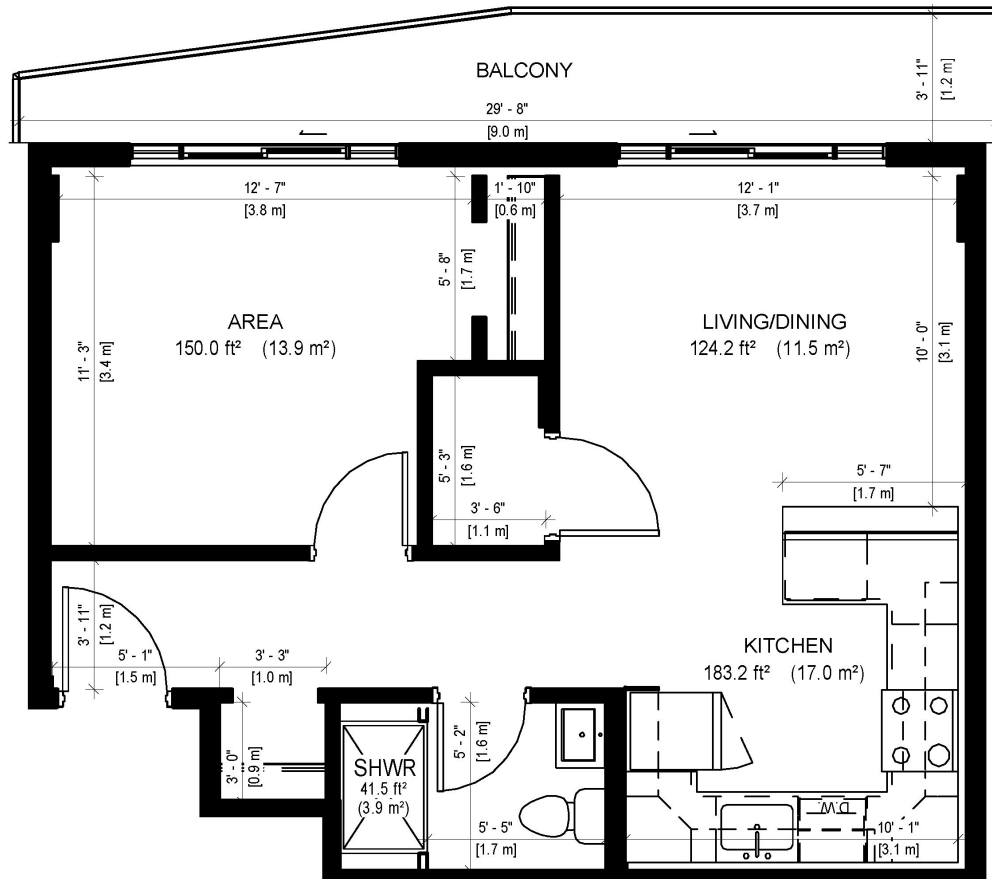 BALCONY
3' - 11"
[1.2 m]
29' - 8"
[9.0 m]
12' - 7"
[3.8 m]
1' - 10"
[0.6 m]
12' - 1"
[3.7 m]
5' - 8"
[1.7 m]
AREA
150.0 ft² (13.9 m²)
LIVING/DINING
124.2 ft² (11.5 m²)
11' - 3"
[3.4 m]
10' - 0"
[3.1 m]
5' - 3"
[1.6 m]
5' - 7"
[1.7 m]
3' - 6"
[1.1 m]
3' - 11"
[1.2 m]
5' - 1"
[1.5 m]
3' - 3"
[1.0 m]
KITCHEN
183.2 ft² (17.0 m²)
5' - 2"
[1.6 m]
3' - 0"
[0.9 m]
SHWR
41.5 ft²
(3.9 m²)
D.W.
5' - 5"
[1.7 m]
10' - 1"
[3.1 m]